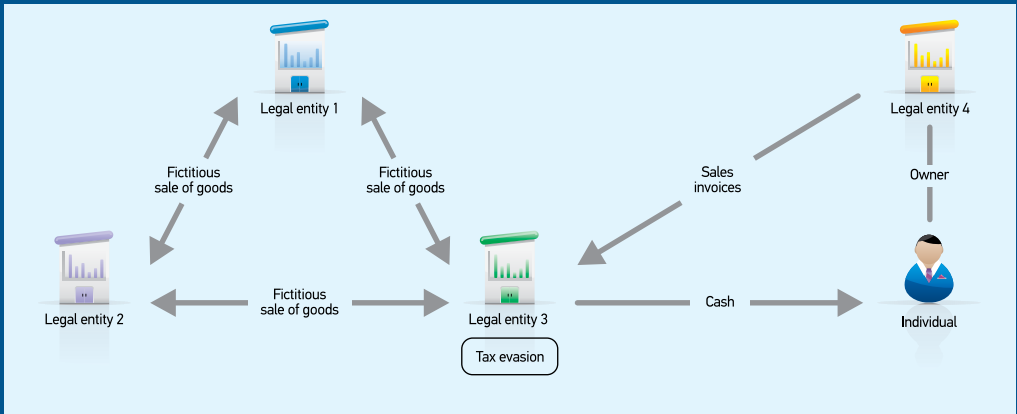 Legal entity 1
Legal entity 4
Fictitious
sale of goods
Fictitious
sale of goods
Sales
invoices
Owner
Fictitious
sale of goods
Cash
Legal entity 2
Legal entity 3
Individual
Tax evasion